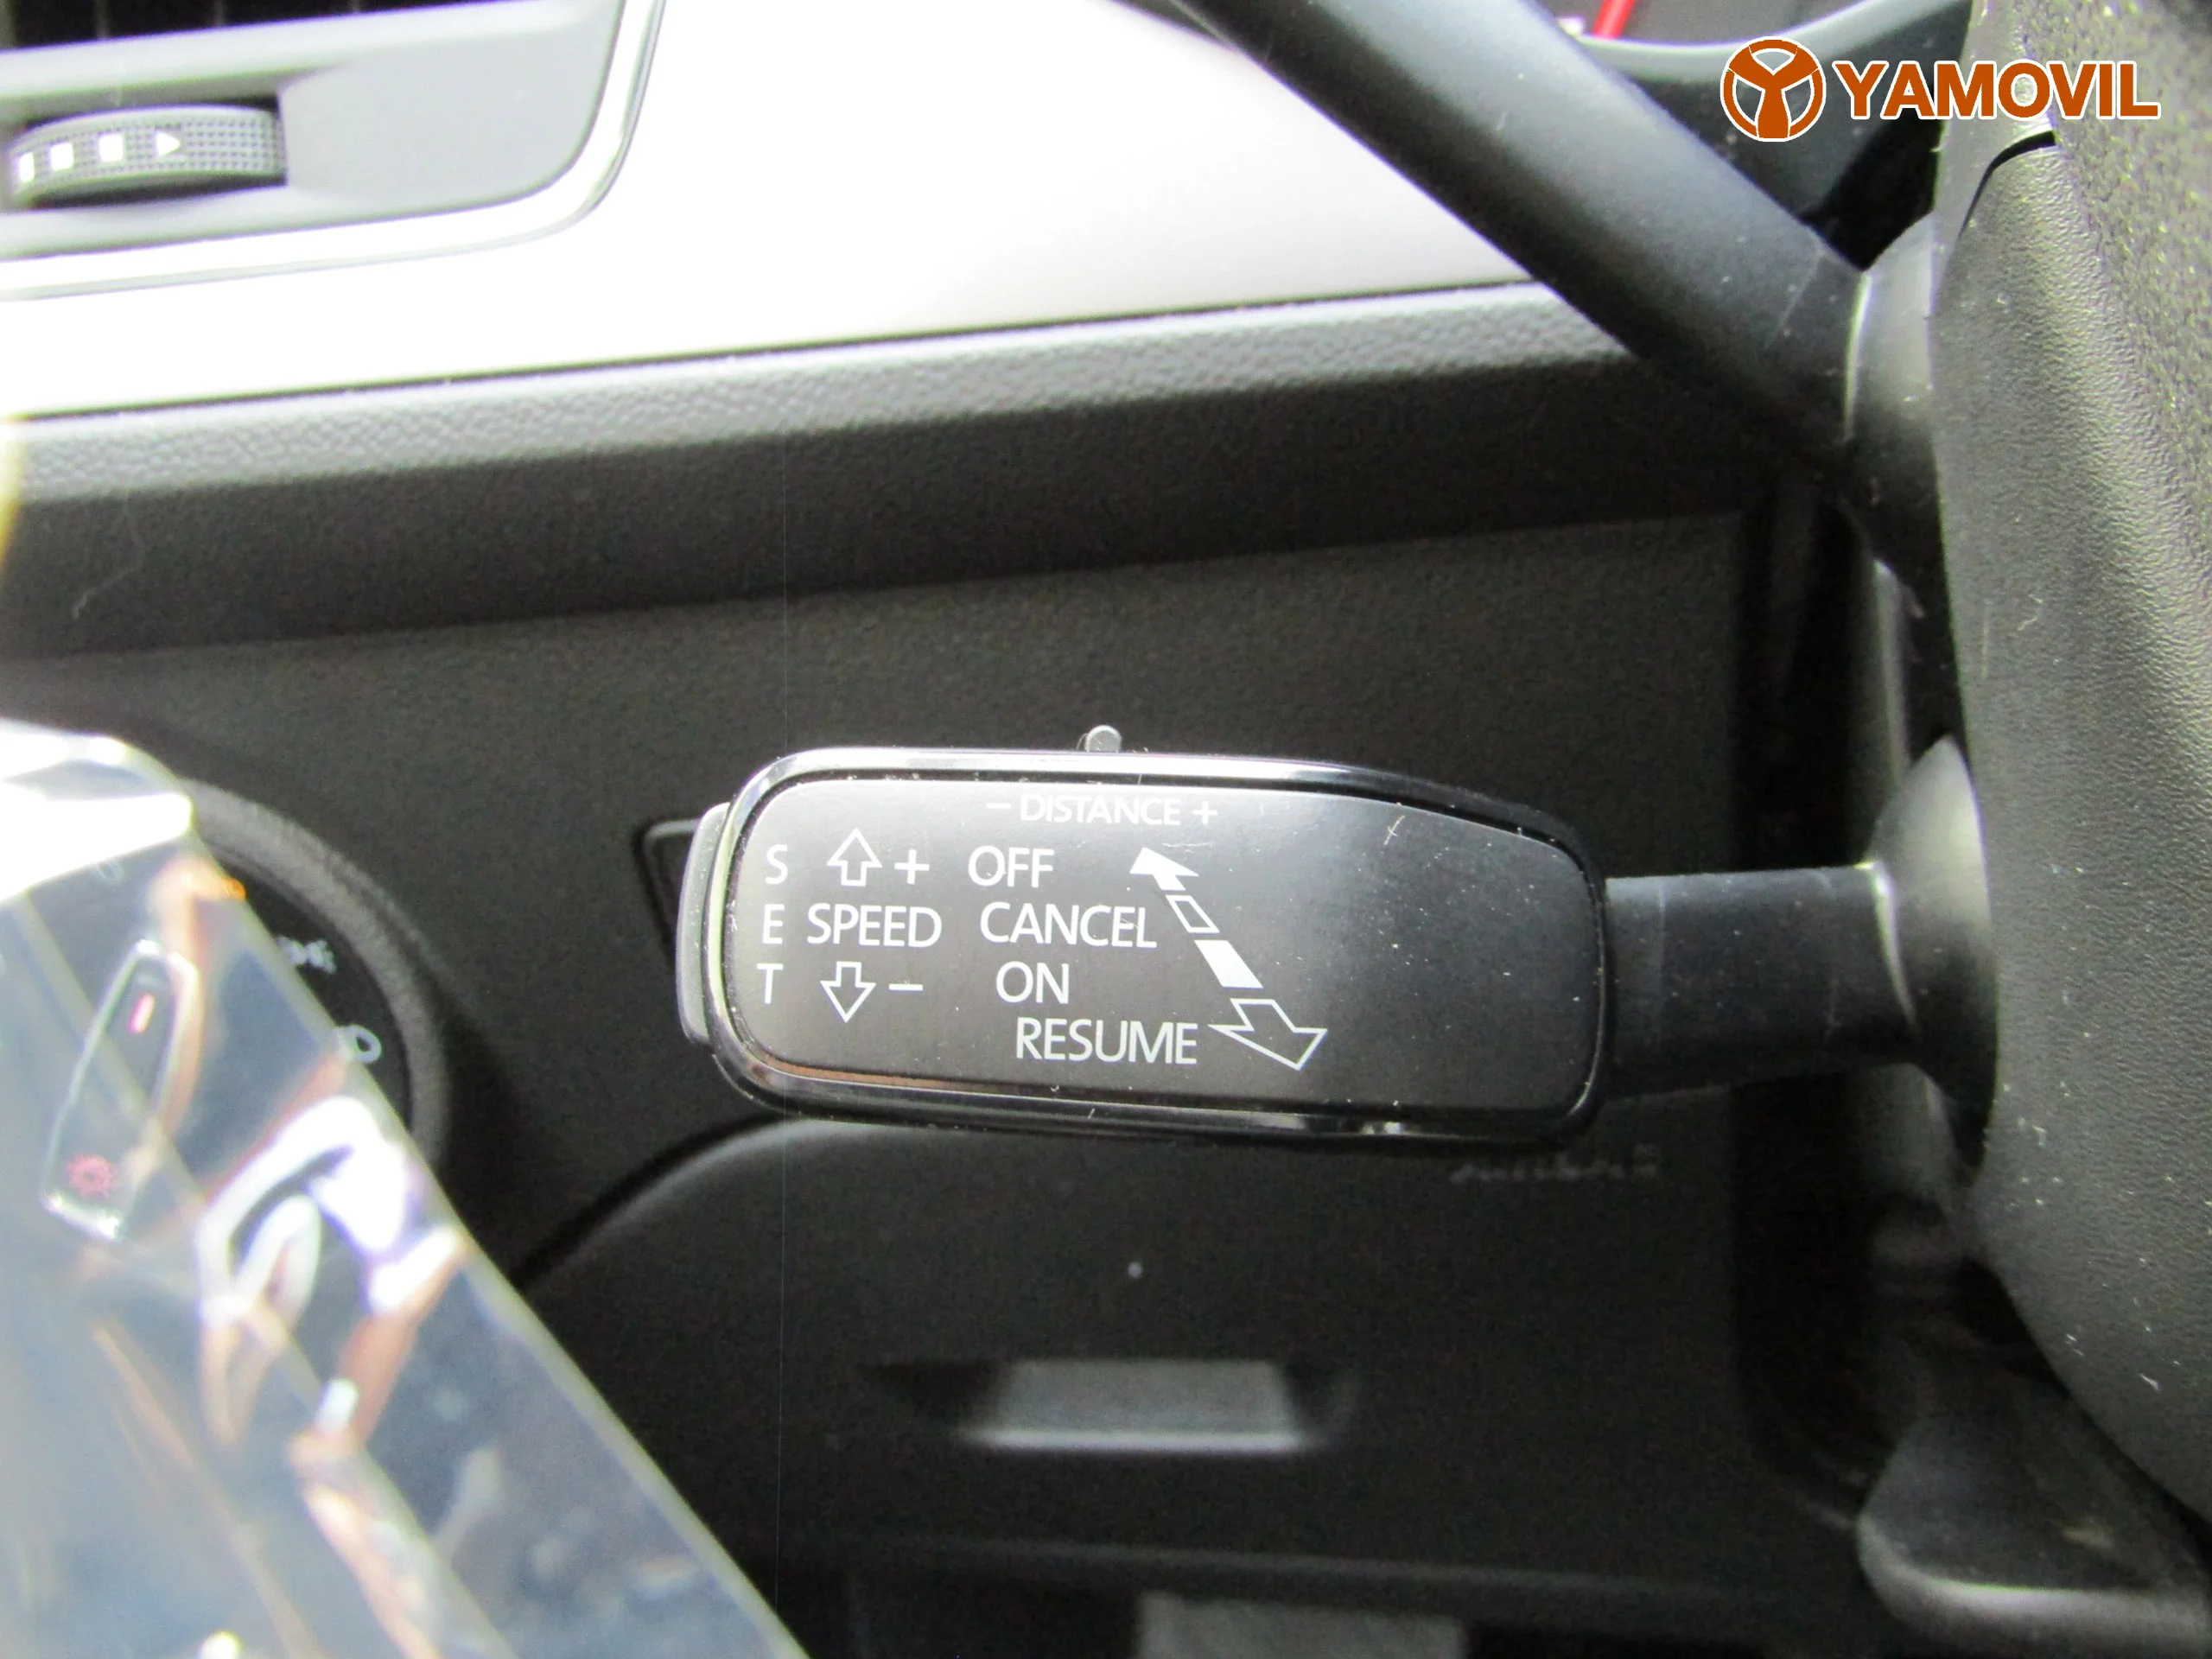 YAMOVIL
- DISTANCE +
S + OFF
E SPEED CANCEL
T - ON
RESUME